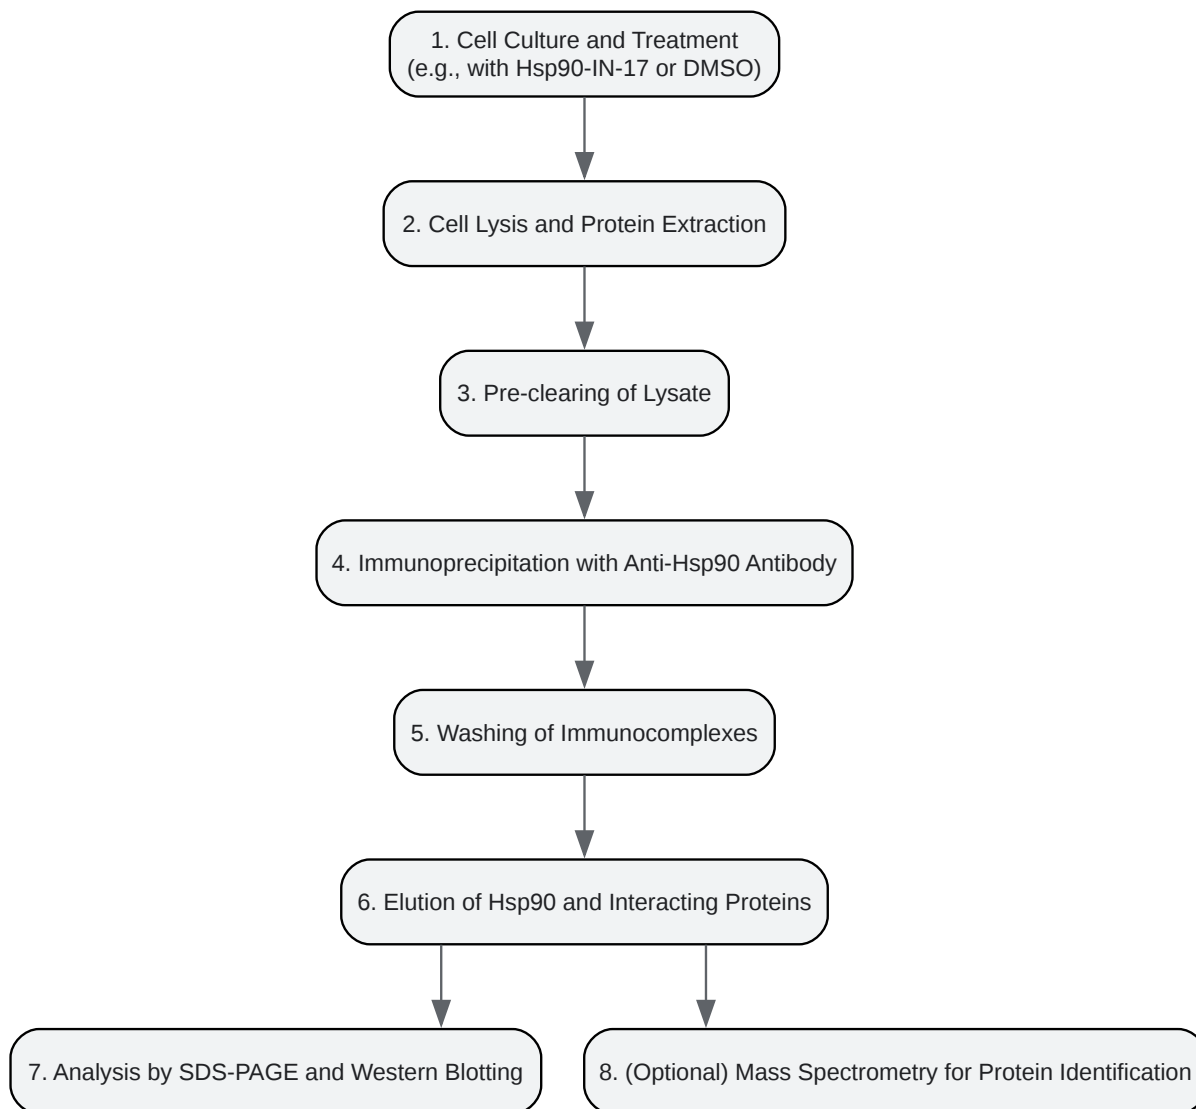 1. Cell Culture and Treatment
(e.g., with Hsp90-IN-17 or DMSO)
2. Cell Lysis and Protein Extraction
3. Pre-clearing of Lysate
4. Immunoprecipitation with Anti-Hsp90 Antibody
5. Washing of Immunocomplexes
6. Elution of Hsp90 and Interacting Proteins
7. Analysis by SDS-PAGE and Western Blotting
8. (Optional) Mass Spectrometry for Protein Identification